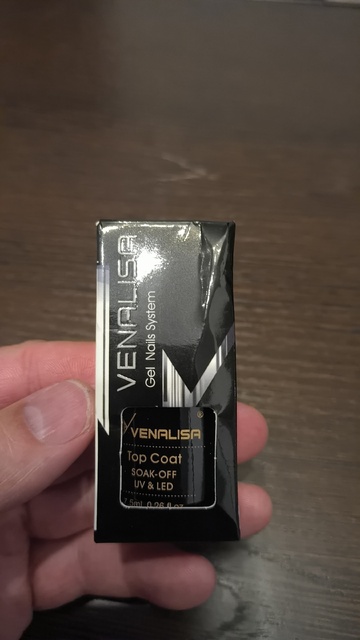 VENALISA
Gel Nails System
VENALISA®
Top Coat
SOAK-OFF
UV & LED